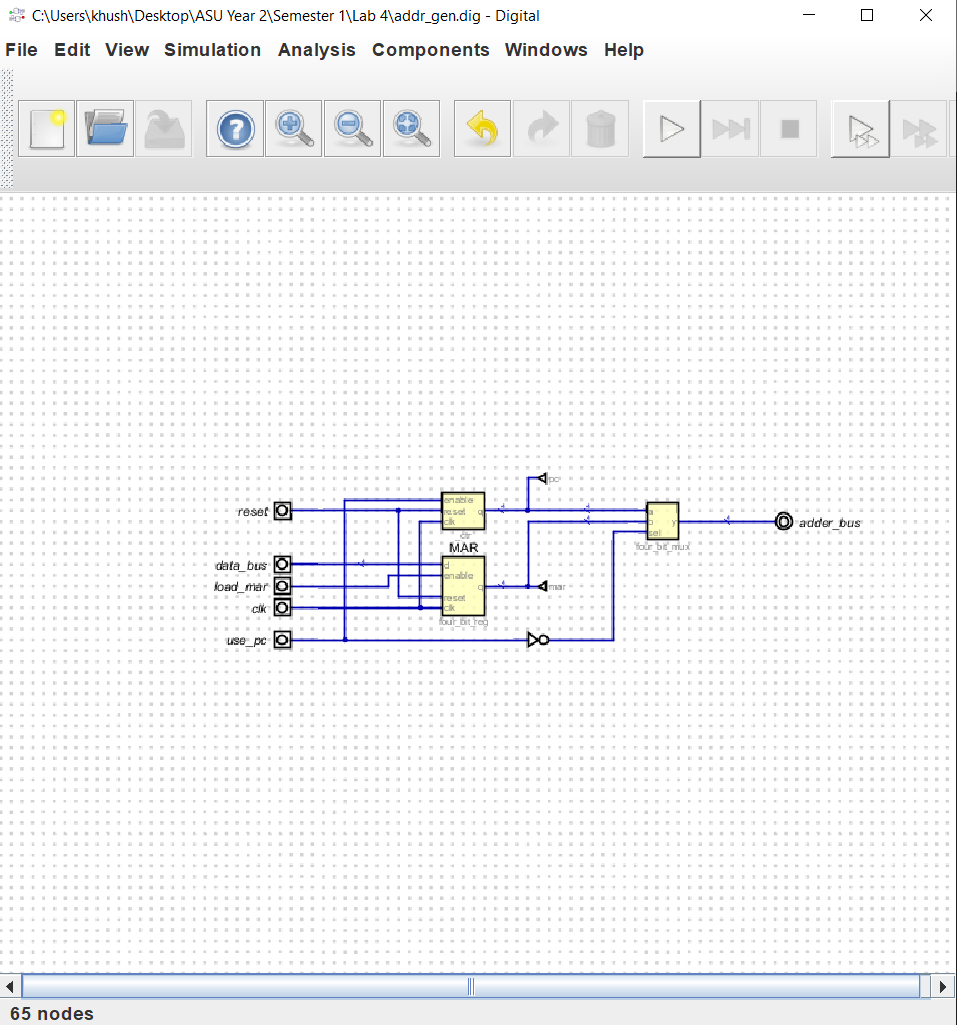 C:\Users\khush\Desktop\ASU Year 2\Semester 1\Lab 4\addr_gen.dig - Digital
File Edit View Simulation Analysis Components Windows Help
pc
enable
reset
reset q
clk
a
b y
sel
adder_bus
_ctr
MAR
four_bit_mux
data_bus
d
enable
load_mar
q
mar
reset
clk
clk
four_bit_reg
use_pc
65 nodes